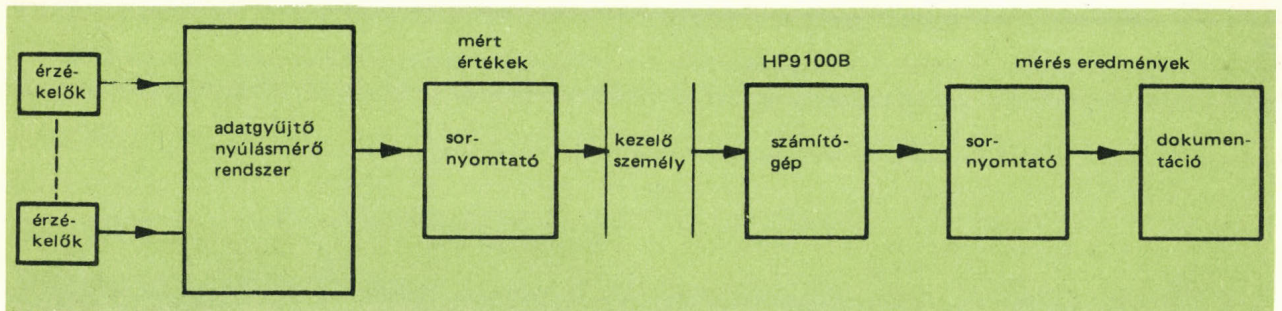 érzé-
kelők
érzé-
kelők
adatgyűjtő
nyúlásmérő
rendszer
mért
értékek
sor-
nyomtató
kezelő
személy
HP9100B
számító-
gép
mérés eredmények
sor-
nyomtató
dokumen-
táció